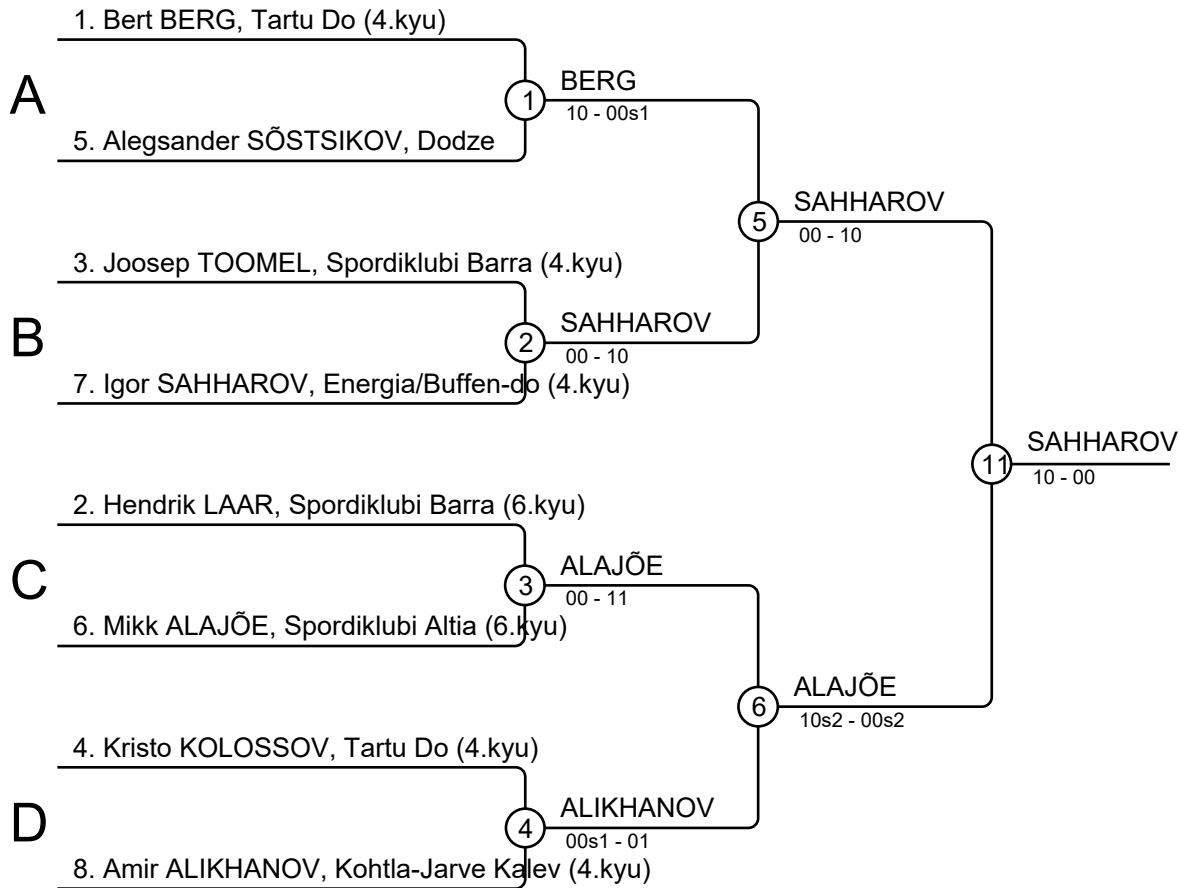 1. Bert BERG, Tartu Do (4.kyu)
A
1
BERG
10 - 00s1
5. Alegsander SÕSTSIKOV, Dodze
5
SAHHAROV
00 - 10
3. Joosep TOOMEL, Spordiklubi Barra (4.kyu)
B
2
SAHHAROV
00 - 10
7. Igor SAHHAROV, Energia/Buffen-do (4.kyu)
11
SAHHAROV
10 - 00
2. Hendrik LAAR, Spordiklubi Barra (6.kyu)
C
3
ALAJÕE
00 - 11
6. Mikk ALAJÕE, Spordiklubi Altia (6.kyu)
6
ALAJÕE
10s2 - 00s2
4. Kristo KOLOSSOV, Tartu Do (4.kyu)
D
4
ALIKHANOV
00s1 - 01
8. Amir ALIKHANOV, Kohtla-Jarve Kalev (4.kyu)